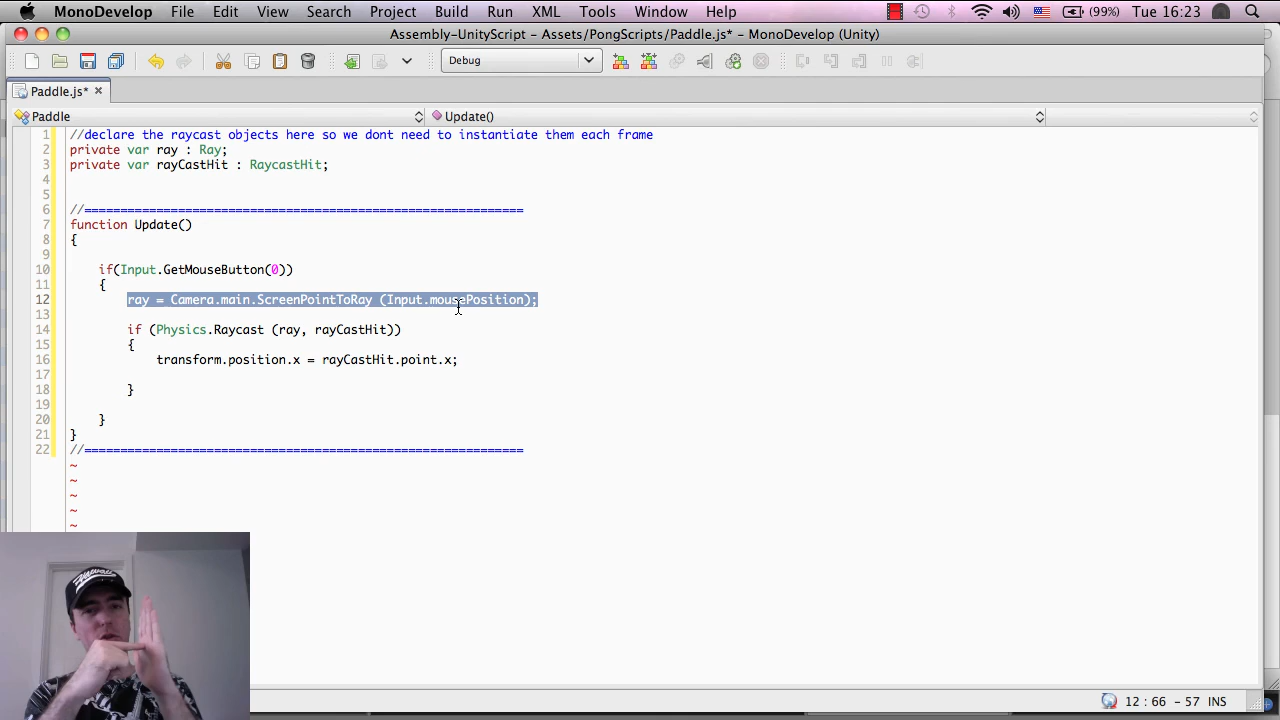 MonoDevelop File Edit View Search Project Build Run XML Tools Window Help (99%) Tue 16:23
Assembly-UnityScript - Assets/PongScripts/Paddle.js* - MonoDevelop (Unity)
Debug
Paddle.js*
Paddle Update()
1 //declare the raycast objects here so we dont need to instantiate them each frame
2 private var ray : Ray;
3 private var rayCastHit : RaycastHit;
4
5
6 //=============================================================
7 function Update()
8 {
9
10 if(Input.GetMouseButton(0))
11 {
12 ray = Camera.main.ScreenPointToRay (Input.mousePosition);
13
14 if (Physics.Raycast (ray, rayCastHit))
15 {
16 transform.position.x = rayCastHit.point.x;
17
18 }
19
20 }
21 }
22 //=============================================================
~
~
~
~
~
12 : 66 - 57 INS